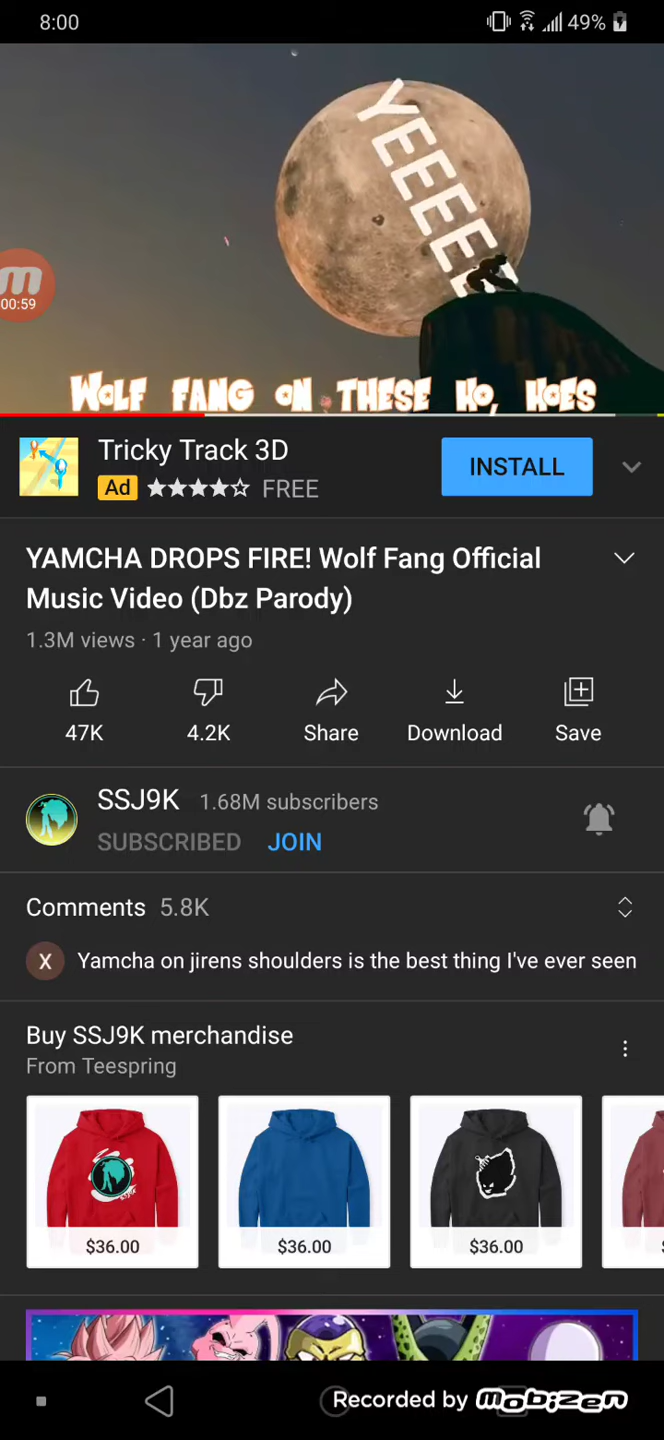 8:00
49%
YEEEEE
00:59
WOLF FANG ON THESE HO, HOES
Tricky Track 3D
Ad
FREE
INSTALL
YAMCHA DROPS FIRE! Wolf Fang Official
Music Video (Dbz Parody)
1.3M views · 1 year ago
47K
4.2K
Share
Download
Save
SSJ9K 1.68M subscribers
SUBSCRIBED JOIN
Comments 5.8K
X
Yamcha on jirens shoulders is the best thing I've ever seen
Buy SSJ9K merchandise
From Teespring
$36.00
$36.00
$36.00
Recorded by mobizen